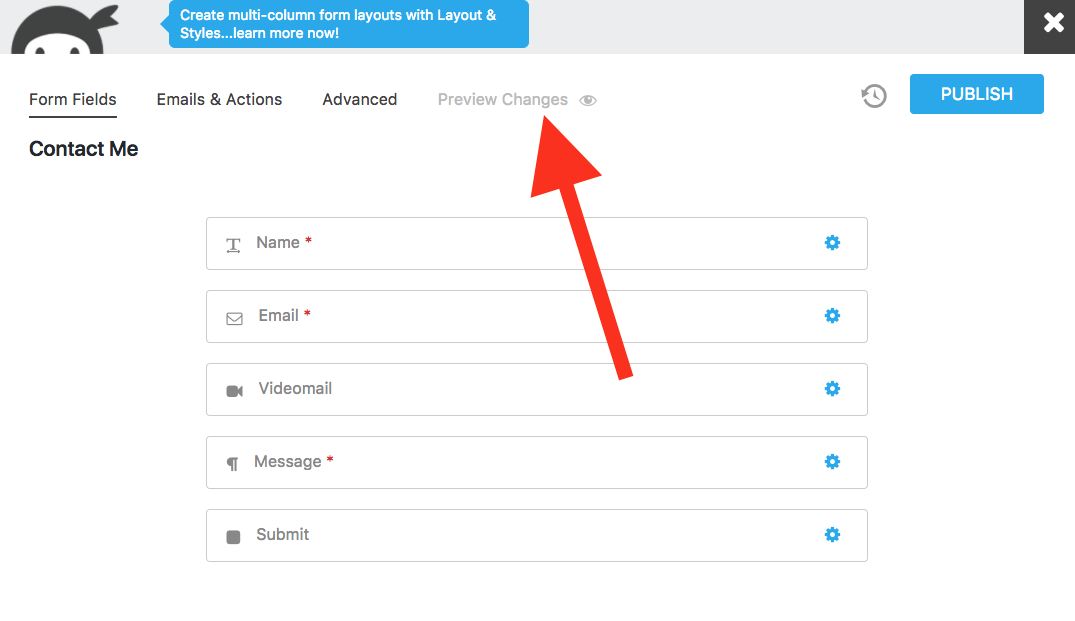 Create multi-column form layouts with Layout &
Styles...learn more now!
Form Fields
Emails & Actions
Advanced
Preview Changes
PUBLISH
Contact Me
Name *
Email *
Videomail
Message *
Submit